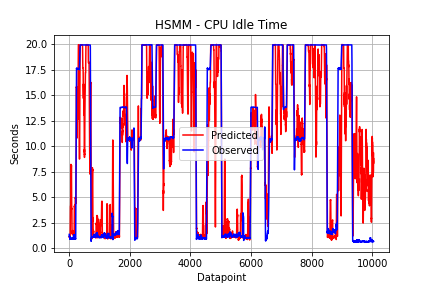 HSMM - CPU Idle Time
20.0
17.5
15.0
12.5
10.0
7.5
5.0
2.5
0.0
Seconds
Predicted
Observed
0 2000 4000 6000 8000 10000
Datapoint